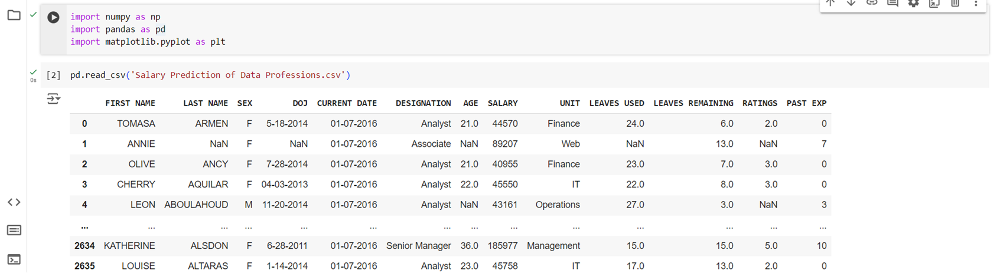 import numpy as np
import pandas as pd
import matplotlib.pyplot as plt
0s [2] pd.read_csv('Salary Prediction of Data Professions.csv')
FIRST NAME LAST NAME SEX DOJ CURRENT DATE DESIGNATION AGE SALARY UNIT LEAVES USED LEAVES REMAINING RATINGS PAST EXP
0 TOMASA ARMEN F 5-18-2014 01-07-2016 Analyst 21.0 44570 Finance 24.0 6.0 2.0 0
1 ANNIE NaN F NaN 01-07-2016 Associate NaN 89207 Web NaN 13.0 NaN 7
2 OLIVE ANCY F 7-28-2014 01-07-2016 Analyst 21.0 40955 Finance 23.0 7.0 3.0 0
3 CHERRY AQUILAR F 04-03-2013 01-07-2016 Analyst 22.0 45550 IT 22.0 8.0 3.0 0
4 LEON ABOULAHOUD M 11-20-2014 01-07-2016 Analyst NaN 43161 Operations 27.0 3.0 NaN 3
... ... ... ... ... ... ... ... ... ... ... ... ... ...
2634 KATHERINE ALSDON F 6-28-2011 01-07-2016 Senior Manager 36.0 185977 Management 15.0 15.0 5.0 10
2635 LOUISE ALTARAS F 1-14-2014 01-07-2016 Analyst 23.0 45758 IT 17.0 13.0 2.0 0